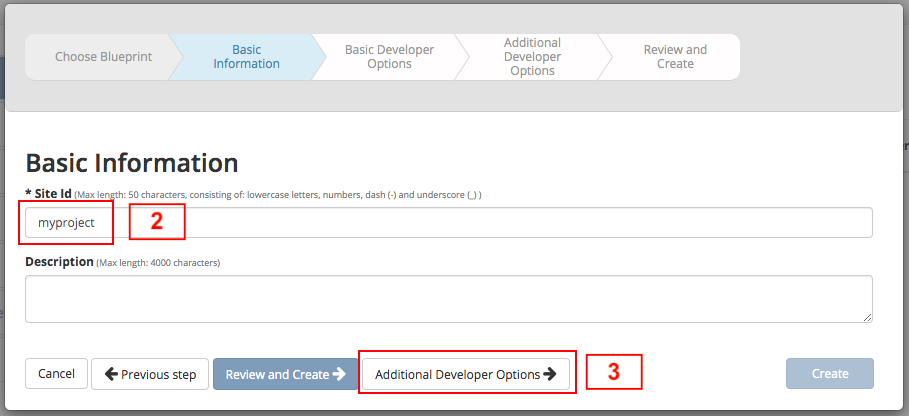 Choose Blueprint
Basic
Information
Basic Developer
Options
Additional
Developer
Options
Review and
Create
Basic Information
* Site Id (Max length: 50 characters, consisting of: lowercase letters, numbers, dash (-) and underscore (_) )
myproject
2
Description (Max length: 4000 characters)
Cancel
Previous step
Review and Create
Additional Developer Options
3
Create